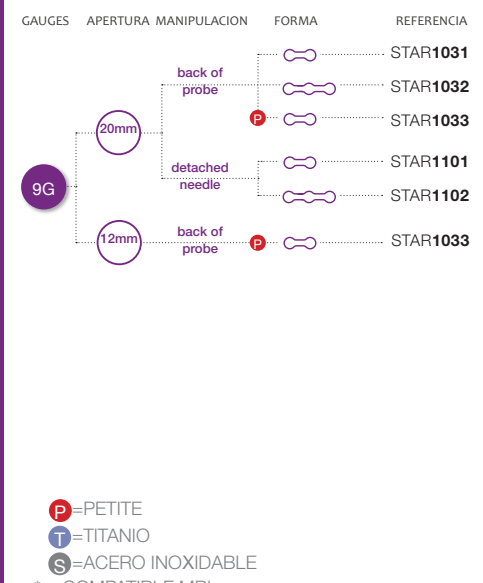 GAUGES APERTURA MANIPULACION FORMA REFERENCIA
STAR1031
back of
probe
STAR1032
20mm
P
STAR1033
detached
needle
STAR1101
9G
STAR1102
12mm
back of
probe
P
STAR1033
P=PETITE
T=TITANIO
S=ACERO INOXIDABLE